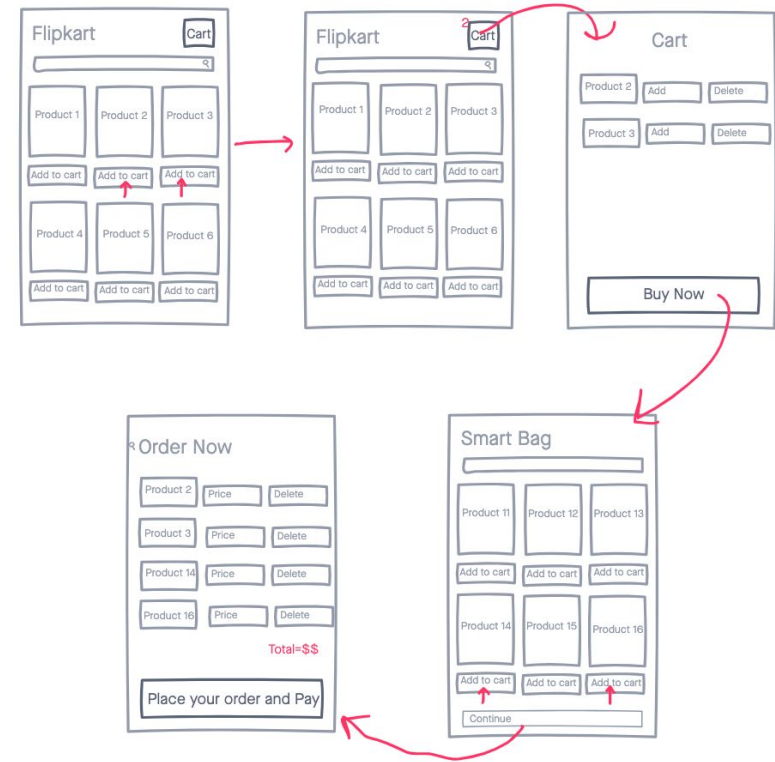 Flipkart
Cart
Product 1
Product 2
Product 3
Add to cart
Add to cart
Add to cart
Product 4
Product 5
Product 6
Add to cart
Add to cart
Add to cart
Flipkart
2
Cart
Product 1
Product 2
Product 3
Add to cart
Add to cart
Add to cart
Product 4
Product 5
Product 6
Add to cart
Add to cart
Add to cart
Cart
Product 2
Add
Delete
Product 3
Add
Delete
Buy Now
Order Now
Product 2
Price
Delete
Product 3
Price
Delete
Product 14
Price
Delete
Product 16
Price
Delete
Total=$$
Place your order and Pay
Smart Bag
Product 11
Product 12
Product 13
Add to cart
Add to cart
Add to cart
Product 14
Product 15
Product 16
Add to cart
Add to cart
Add to cart
Continue